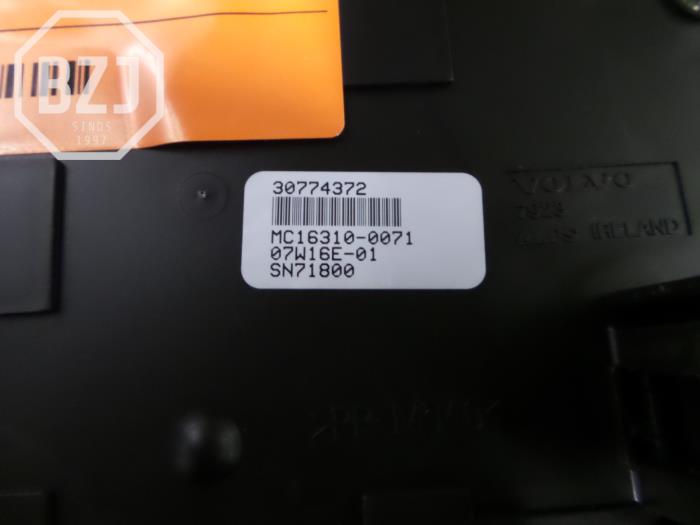 BZJ
SINDS
1997
30774372
MC16310-0071
07W16E-01
SN71800
VOLVO
IRELAND